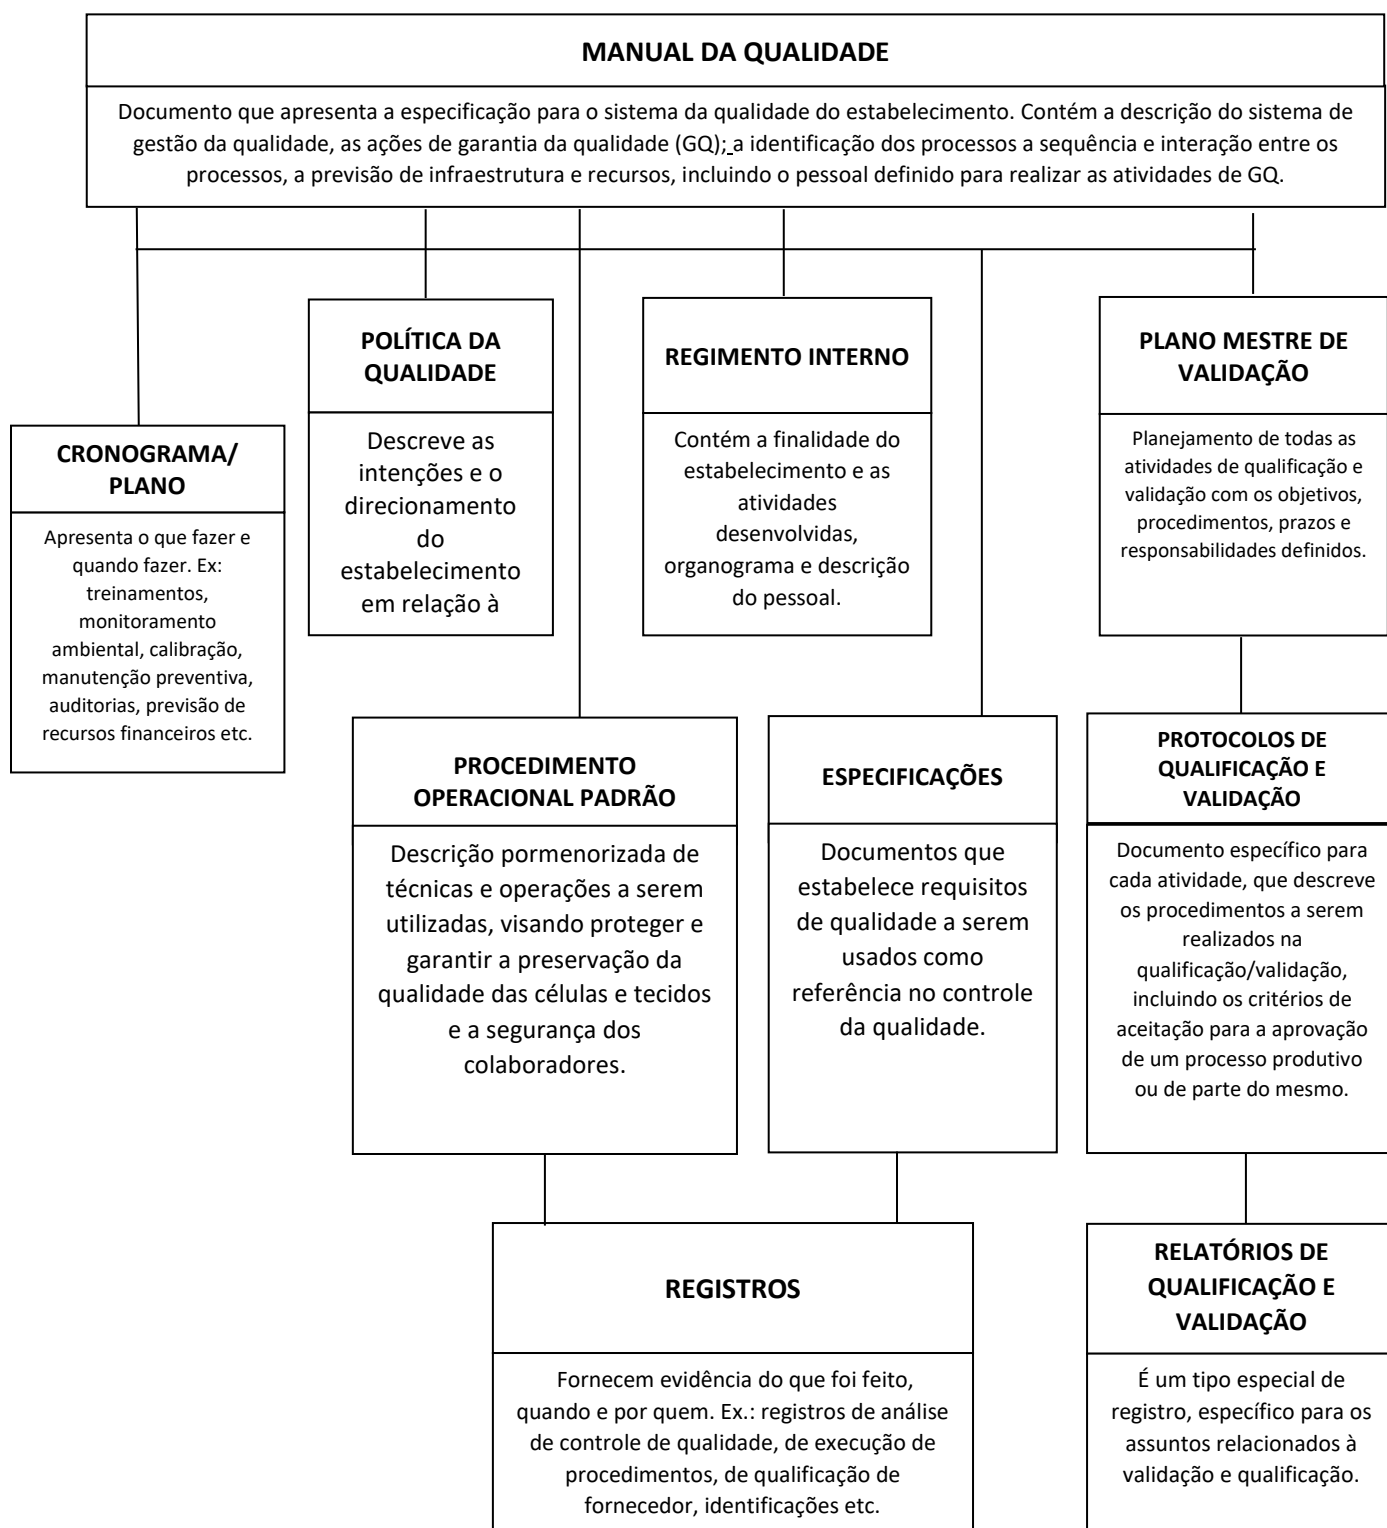 MANUAL DA QUALIDADE
Documento que apresenta a especificação para o sistema da qualidade do estabelecimento. Contém a descrição do sistema de
gestão da qualidade, as ações de garantia da qualidade (GQ); a identificação dos processos a sequência e interação entre os
processos, a previsão de infraestrutura e recursos, incluindo o pessoal definido para realizar as atividades de GQ.
CRONOGRAMA/
PLANO
Apresenta o que fazer e
quando fazer. Ex:
treinamentos,
monitoramento
ambiental, calibração,
manutenção preventiva,
auditorias, previsão de
recursos financeiros etc.
POLÍTICA DA
QUALIDADE
Descreve as
intenções e o
direcionamento
do
estabelecimento
em relação à
REGIMENTO INTERNO
Contém a finalidade do
estabelecimento e as
atividades
desenvolvidas,
organograma e descrição
do pessoal.
PLANO MESTRE DE
VALIDAÇÃO
Planejamento de todas as
atividades de qualificação e
validação com os objetivos,
procedimentos, prazos e
responsabilidades definidos.
PROCEDIMENTO
OPERACIONAL PADRÃO
Descrição pormenorizada de
técnicas e operações a serem
utilizadas, visando proteger e
garantir a preservação da
qualidade das células e tecidos
e a segurança dos
colaboradores.
ESPECIFICAÇÕES
Documentos que
estabelece requisitos
de qualidade a serem
usados como
referência no controle
da qualidade.
PROTOCOLOS DE
QUALIFICAÇÃO E
VALIDAÇÃO
Documento específico para
cada atividade, que descreve
os procedimentos a serem
realizados na
qualificação/validação,
incluindo os critérios de
aceitação para a aprovação
de um processo produtivo
ou de parte do mesmo.
REGISTROS
Fornecem evidência do que foi feito,
quando e por quem. Ex.: registros de análise
de controle de qualidade, de execução de
procedimentos, de qualificação de
fornecedor, identificações etc.
RELATÓRIOS DE
QUALIFICAÇÃO E
VALIDAÇÃO
É um tipo especial de
registro, específico para os
assuntos relacionados à
validação e qualificação.